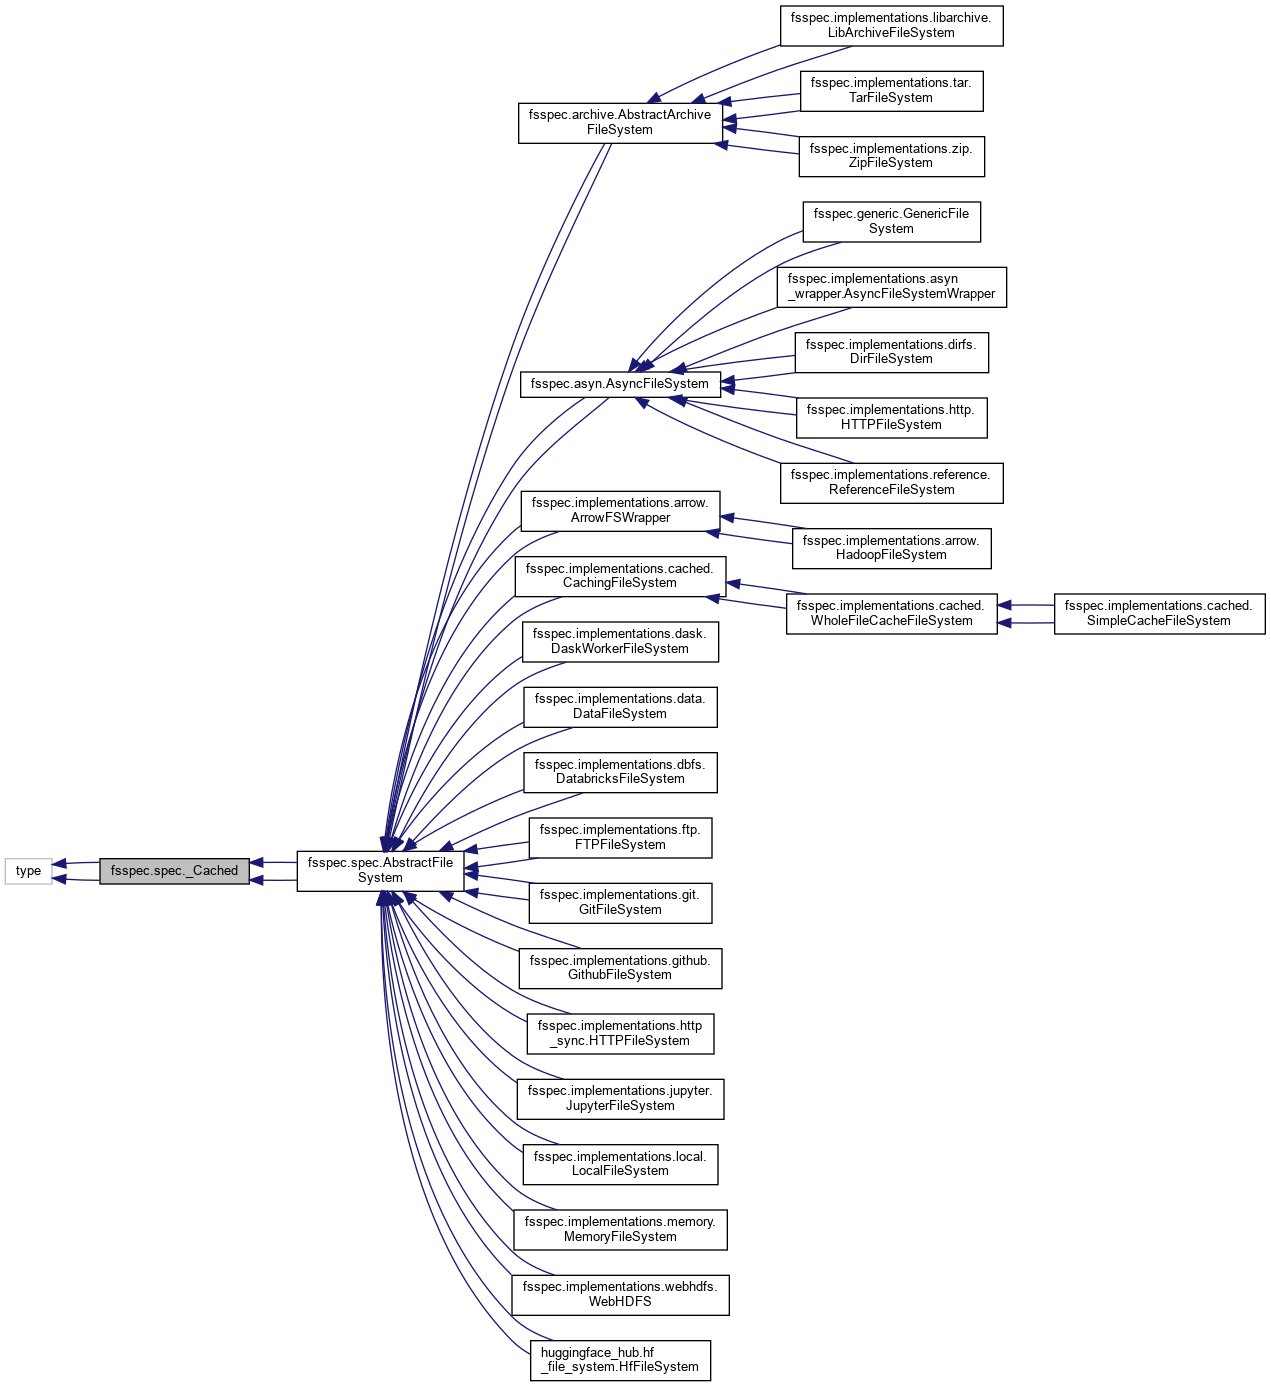 type
fsspec.spec._Cached
fsspec.spec.AbstractFile
System
fsspec.archive.AbstractArchive
FileSystem
fsspec.implementations.libarchive.
LibArchiveFileSystem
fsspec.implementations.tar.
TarFileSystem
fsspec.implementations.zip.
ZipFileSystem
fsspec.asyn.AsyncFileSystem
fsspec.generic.GenericFile
System
fsspec.implementations.asyn
_wrapper.AsyncFileSystemWrapper
fsspec.implementations.dirfs.
DirFileSystem
fsspec.implementations.http.
HTTPFileSystem
fsspec.implementations.reference.
ReferenceFileSystem
fsspec.implementations.arrow.
ArrowFSWrapper
fsspec.implementations.arrow.
HadoopFileSystem
fsspec.implementations.cached.
CachingFileSystem
fsspec.implementations.cached.
WholeFileCacheFileSystem
fsspec.implementations.cached.
SimpleCacheFileSystem
fsspec.implementations.dask.
DaskWorkerFileSystem
fsspec.implementations.data.
DataFileSystem
fsspec.implementations.dbfs.
DatabricksFileSystem
fsspec.implementations.ftp.
FTPFileSystem
fsspec.implementations.git.
GitFileSystem
fsspec.implementations.github.
GithubFileSystem
fsspec.implementations.http
_sync.HTTPFileSystem
fsspec.implementations.jupyter.
JupyterFileSystem
fsspec.implementations.local.
LocalFileSystem
fsspec.implementations.memory.
MemoryFileSystem
fsspec.implementations.webhdfs.
WebHDFS
huggingface_hub.hf
_file_system.HfFileSystem